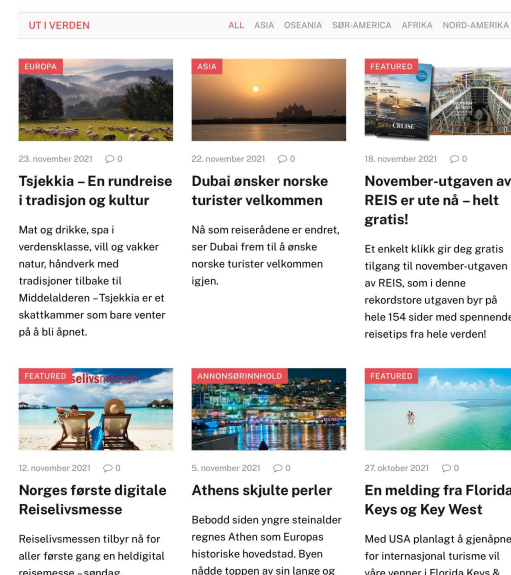 UT I VERDEN
ALL ASIA OSEANIA SØR-AMERICA AFRIKA NORD-AMERIKA
EUROPA
23. november 2021 0
Tsjekkia – En rundreise
i tradisjon og kultur
Mat og drikke, spa i
verdensklasse, vill og vakker
natur, håndverk med
tradisjoner tilbake til
Middelalderen – Tsjekkia er et
skattkammer som bare venter
på å bli åpnet.
ASIA
22. november 2021 0
Dubai ønsker norske
turister velkommen
Nå som reiserådene er endret,
ser Dubai frem til å ønske
norske turister velkommen
igjen.
FEATURED
CRUISE
18. november 2021 0
November-utgaven av
REIS er ute nå – helt
gratis!
Et enkelt klikk gir deg gratis
tilgang til november-utgaven
av REIS, som i denne
rekordstore utgaven byr på
hele 154 sider med spennende
reisetips fra hele verden!
FEATURED
12. november 2021 0
Norges første digitale
Reiselivsmesse
Reiselivsmessen tilbyr nå for
aller første gang en heldigital
reisemesse – søndag
ANNONSØRINNHOLD
5. november 2021 0
Athens skjulte perler
Bebodd siden yngre steinalder
regnes Athen som Europas
historiske hovedstad. Byen
nådde toppen av sin lange og
FEATURED
27. oktober 2021 0
En melding fra Florida
Keys og Key West
Med USA planlagt å gjenåpne
for internasjonal turisme vil
våre venner i Florida Keys &